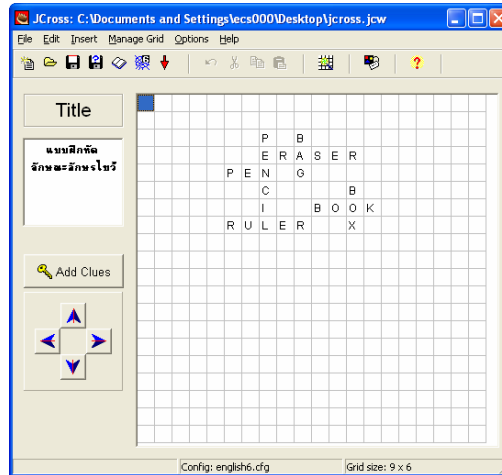 JCross: C:\Documents and Settings\ecs000\Desktop\jcross.jcw
File Edit Insert Manage Grid Options Help
Title
แบบฝึกหัด
ลักษณะอักษรไขว้
P B
E R A S E R
P E N G
C B
I B O O K
R U L E R X
Add Clues
Config: english6.cfg Grid size: 9 x 6